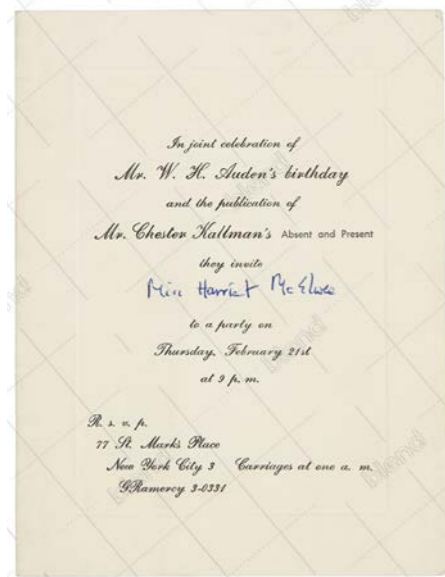 In joint celebration of
Mr. W. H. Auden's birthday
and the publication of
Mr. Chester Kallman's Absent and Present
they invite
Miss Harriet McElwee
to a party on
Thursday, February 21st
at 9 p. m.
R. s. v. p.
77 St. Mark's Place
New York City 3 Carriages at one a. m.
GRamercy 3-0331